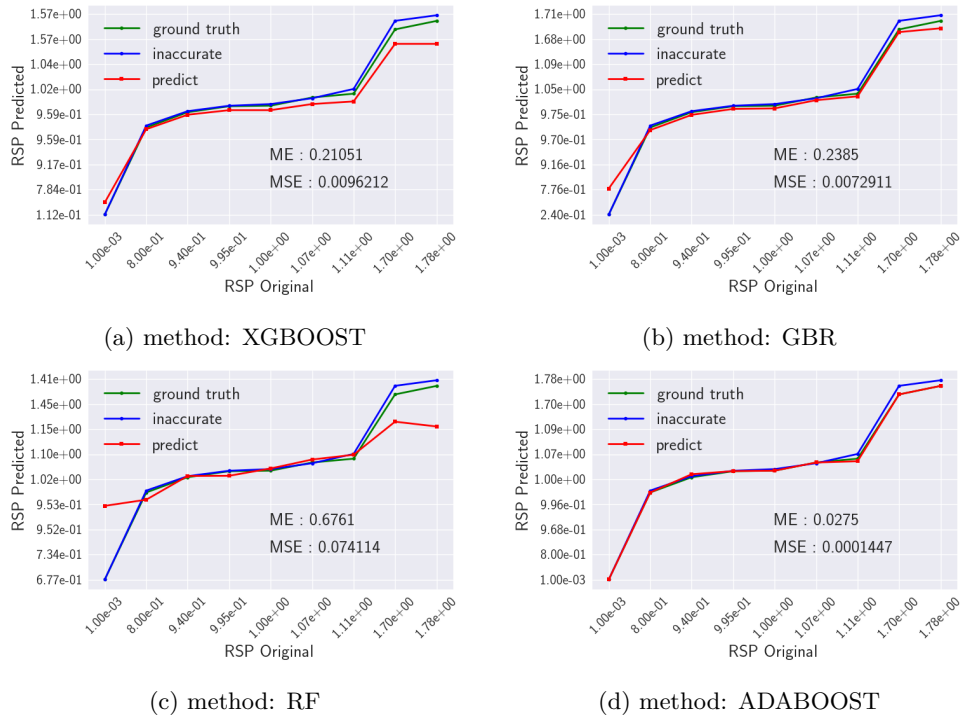 1.57e+00
1.57e+00
1.04e+00
1.02e+00
9.59e-01
9.59e-01
9.17e-01
7.84e-01
1.12e-01
RSP Predicted
ground truth
inaccurate
predict
ME : 0.21051
MSE : 0.0096212
1.00e-03 8.00e-01 9.40e-01 9.95e-01 1.00e+00 1.07e+00 1.11e+00 1.70e+00 1.78e+00
RSP Original
(a) method: XGBOOST
1.71e+00
1.68e+00
1.09e+00
1.05e+00
9.75e-01
9.70e-01
9.16e-01
7.76e-01
2.40e-01
RSP Predicted
ground truth
inaccurate
predict
ME : 0.2385
MSE : 0.0072911
1.00e-03 8.00e-01 9.40e-01 9.95e-01 1.00e+00 1.07e+00 1.11e+00 1.70e+00 1.78e+00
RSP Original
(b) method: GBR
1.41e+00
1.45e+00
1.15e+00
1.10e+00
1.02e+00
9.53e-01
9.52e-01
7.34e-01
6.77e-01
RSP Predicted
ground truth
inaccurate
predict
ME : 0.6761
MSE : 0.074114
1.00e-03 8.00e-01 9.40e-01 9.95e-01 1.00e+00 1.07e+00 1.11e+00 1.70e+00 1.78e+00
RSP Original
(c) method: RF
1.78e+00
1.70e+00
1.09e+00
1.07e+00
1.00e+00
9.96e-01
9.68e-01
8.00e-01
1.00e-03
RSP Predicted
ground truth
inaccurate
predict
ME : 0.0275
MSE : 0.0001447
1.00e-03 8.00e-01 9.40e-01 9.95e-01 1.00e+00 1.07e+00 1.11e+00 1.70e+00 1.78e+00
RSP Original
(d) method: ADABOOST